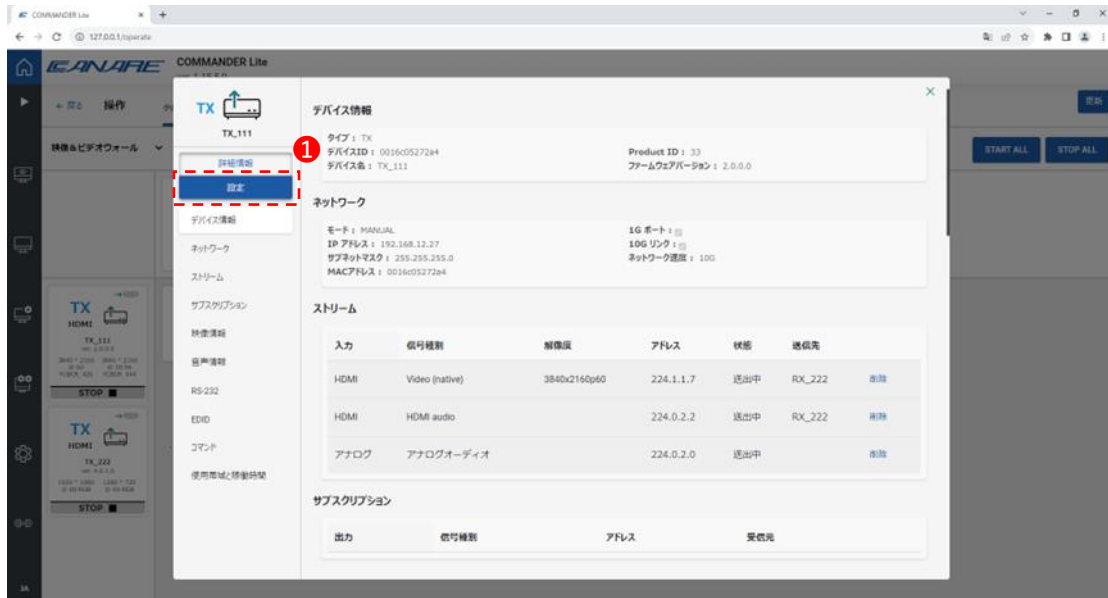 COMMANDER Lite
127.0.0.1/operate
CANARE
COMMANDER Lite
← 戻る 操作
更新
映像&ビデオウォール
START ALL STOP ALL
TX
HDMI
TX_111
STOP
TX
HDMI
TX_222
STOP
JA
TX
TX_111
詳細情報
1
設定
デバイス情報
ネットワーク
ストリーム
サブスクリプション
映像情報
音声情報
RS-232
EDID
コマンド
使用帯域と稼働時間
デバイス情報
タイプ : TX
デバイスID : 0016c05272a4 Product ID : 33
デバイス名 : TX_111 ファームウェアバージョン : 2.0.0.0
ネットワーク
モード : MANUAL 1G ポート :
IP アドレス : 192.168.12.27 10G リンク :
サブネットマスク : 255.255.255.0 ネットワーク速度 : 10G
MACアドレス : 0016c05272a4
ストリーム
入力 信号種別 解像度 アドレス 状態 送信先
HDMI Video (native) 3840x2160p60 224.1.1.7 送出中 RX_222 削除
HDMI HDMI audio 224.0.2.2 送出中 RX_222 削除
アナログ アナログオーディオ 224.0.2.0 送出中 削除
サブスクリプション
出力 信号種別 アドレス 受信元